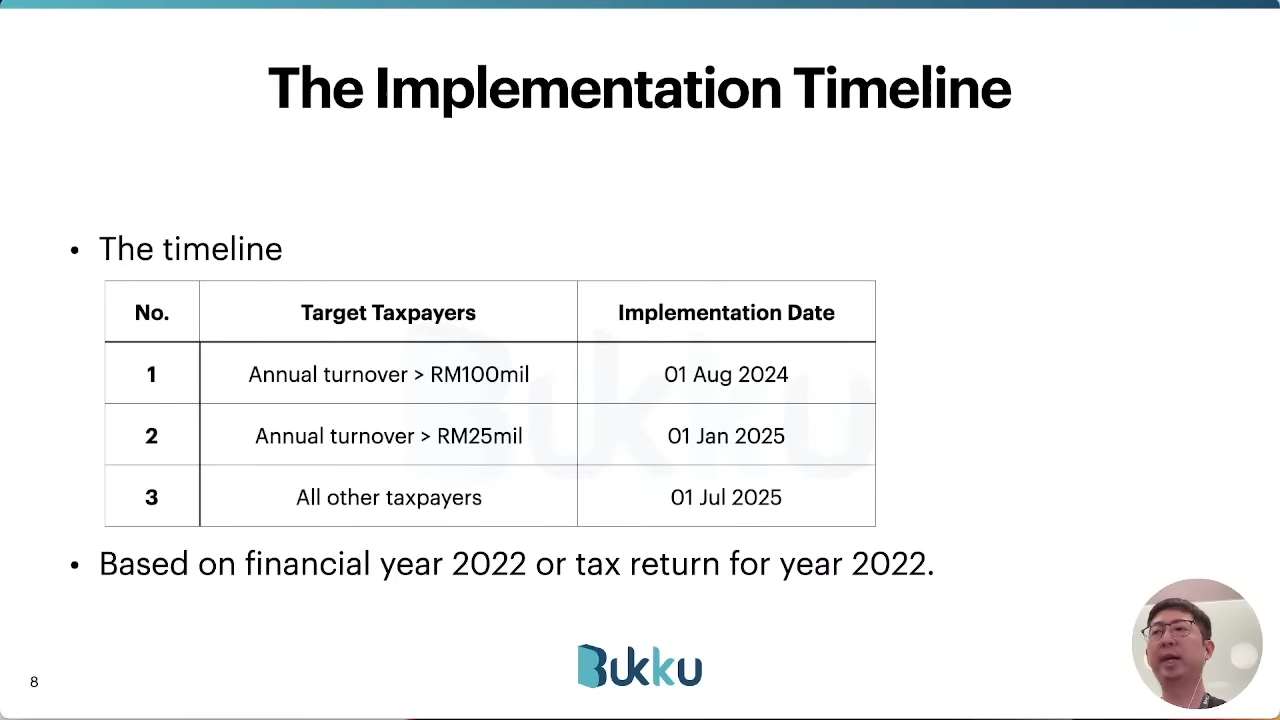 The Implementation Timeline
• The timeline
No. Target Taxpayers Implementation Date
1 Annual turnover > RM100mil 01 Aug 2024
2 Annual turnover > RM25mil 01 Jan 2025
3 All other taxpayers 01 Jul 2025
• Based on financial year 2022 or tax return for year 2022.
Bukku
8